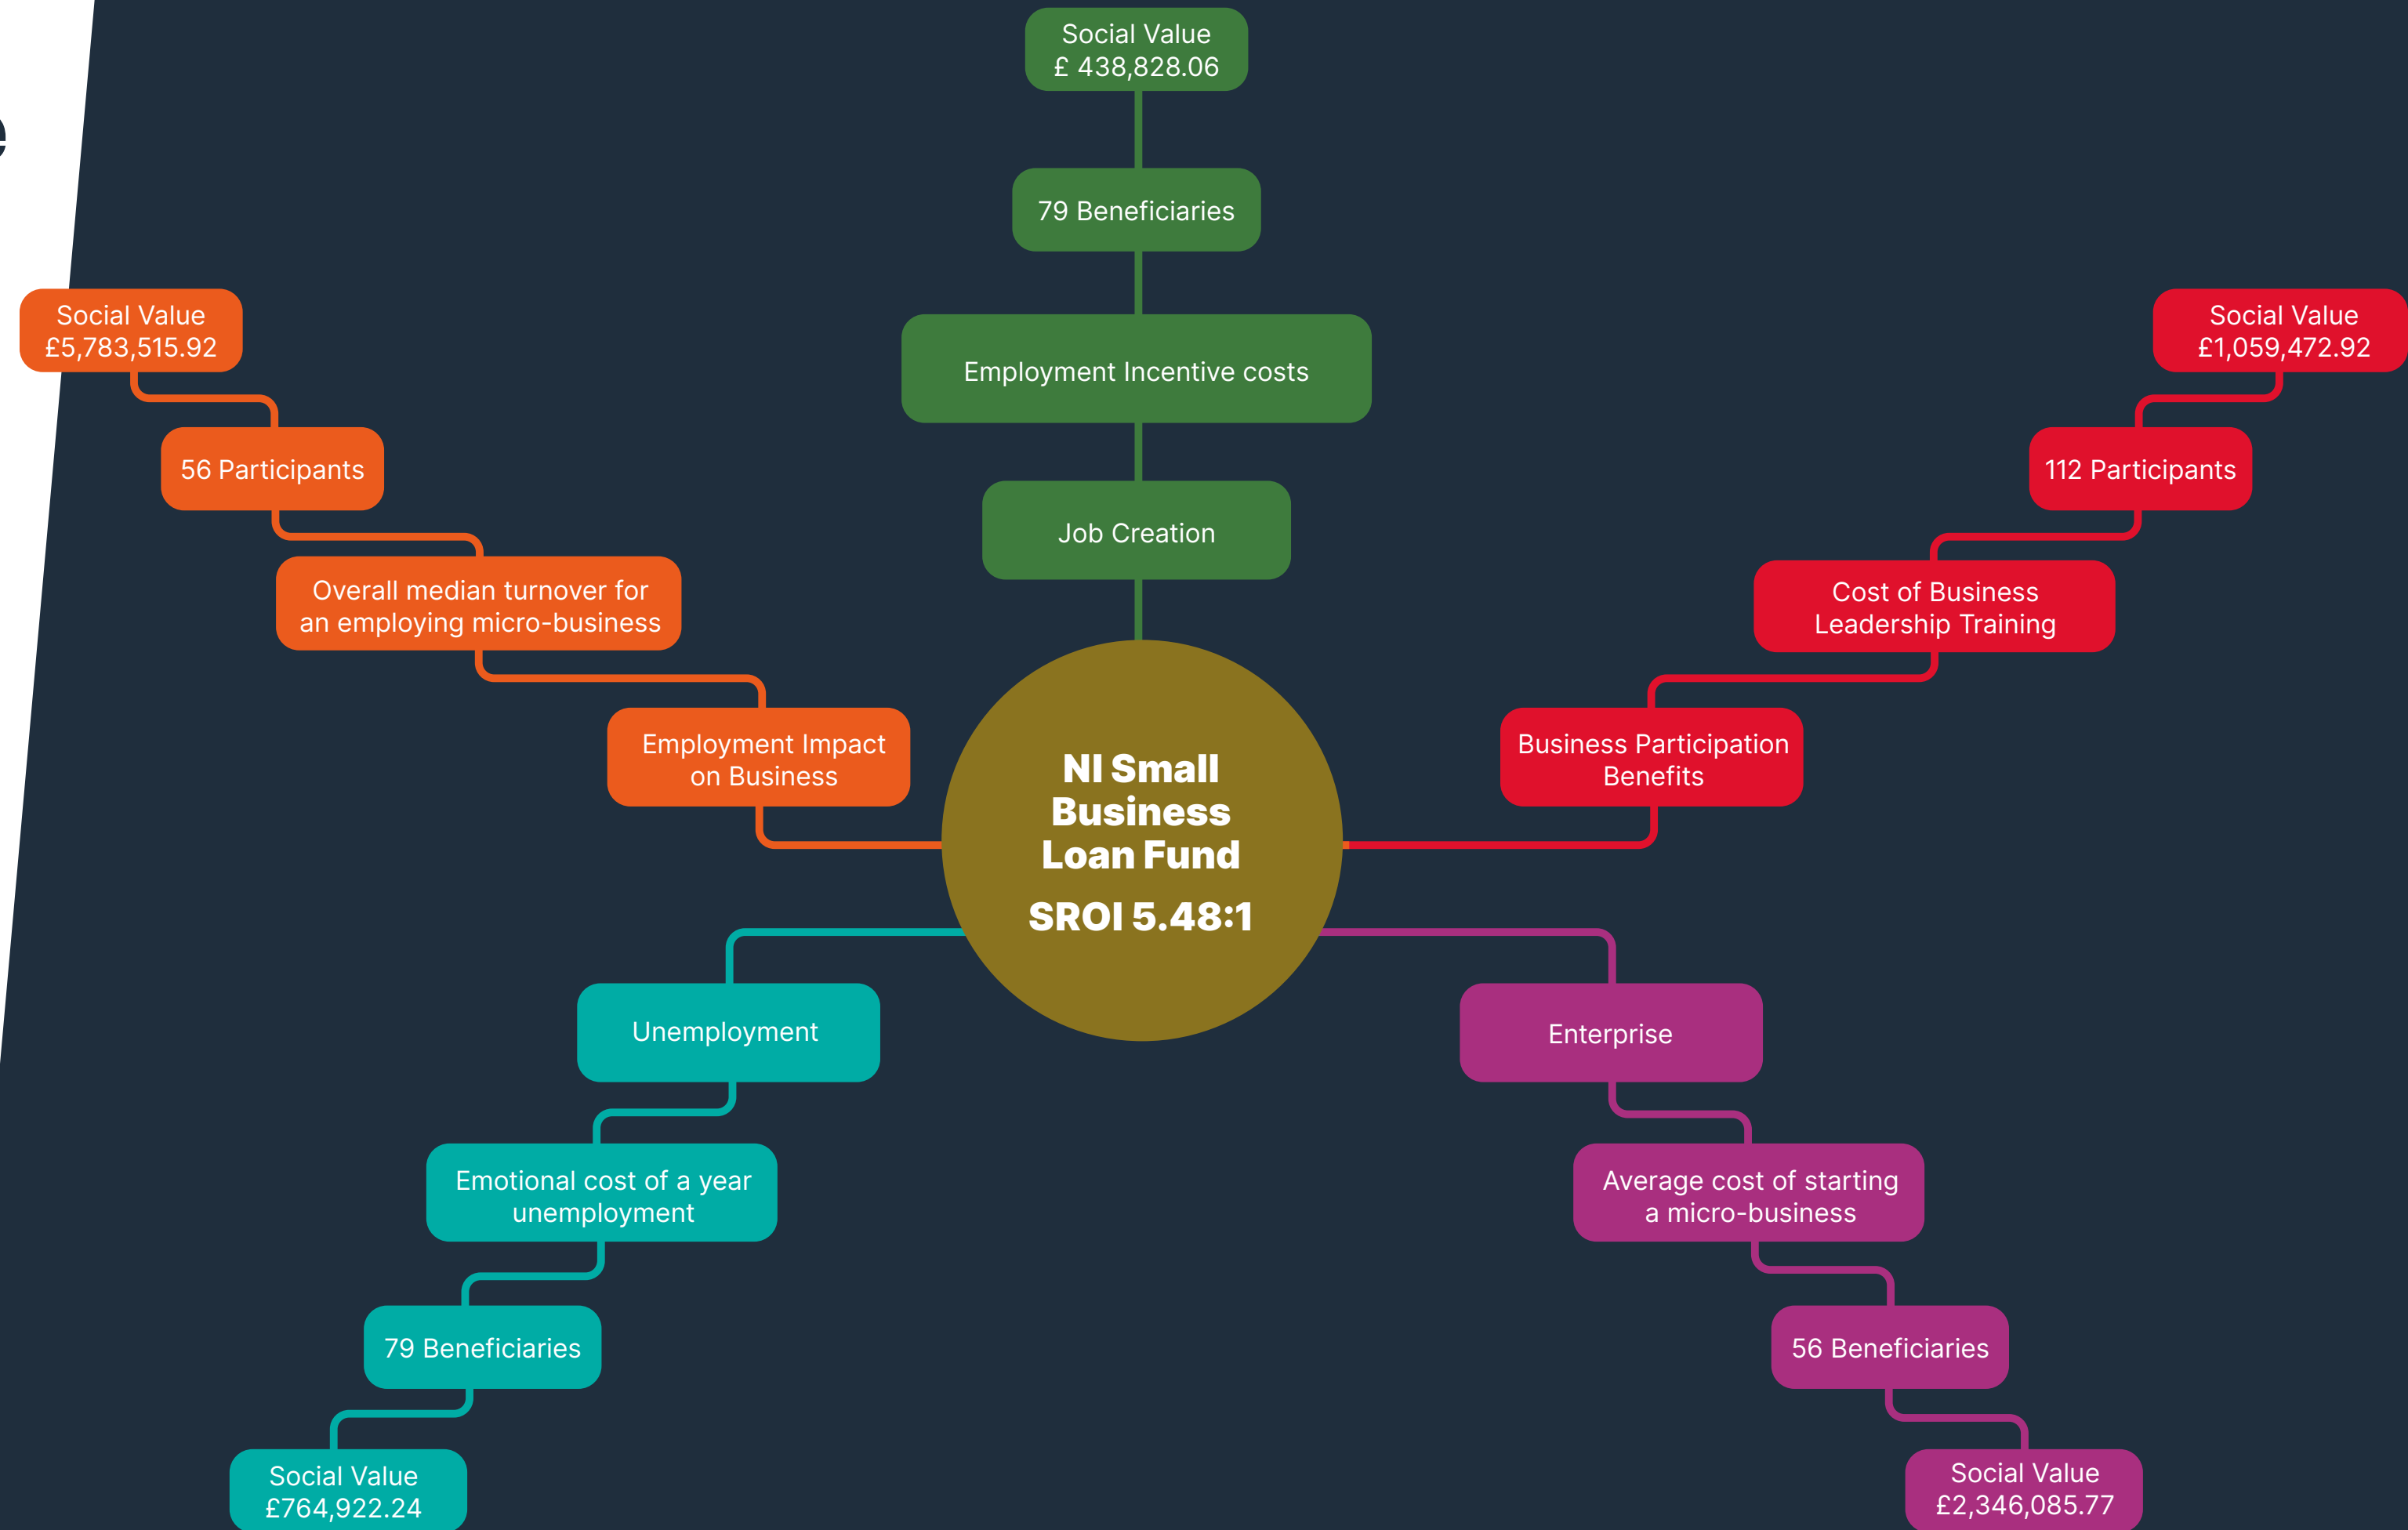 Social Value
£ 438,828.06
79 Beneficiaries
Employment Incentive costs
Job Creation
Social Value
£5,783,515.92
56 Participants
Overall median turnover for
an employing micro-business
Employment Impact
on Business
Social Value
£1,059,472.92
112 Participants
Cost of Business
Leadership Training
Business Participation
Benefits
NI Small
Business
Loan Fund
SROI 5.48:1
Unemployment
Emotional cost of a year
unemployment
79 Beneficiaries
Social Value
£764,922.24
Enterprise
Average cost of starting
a micro-business
56 Beneficiaries
Social Value
£2,346,085.77